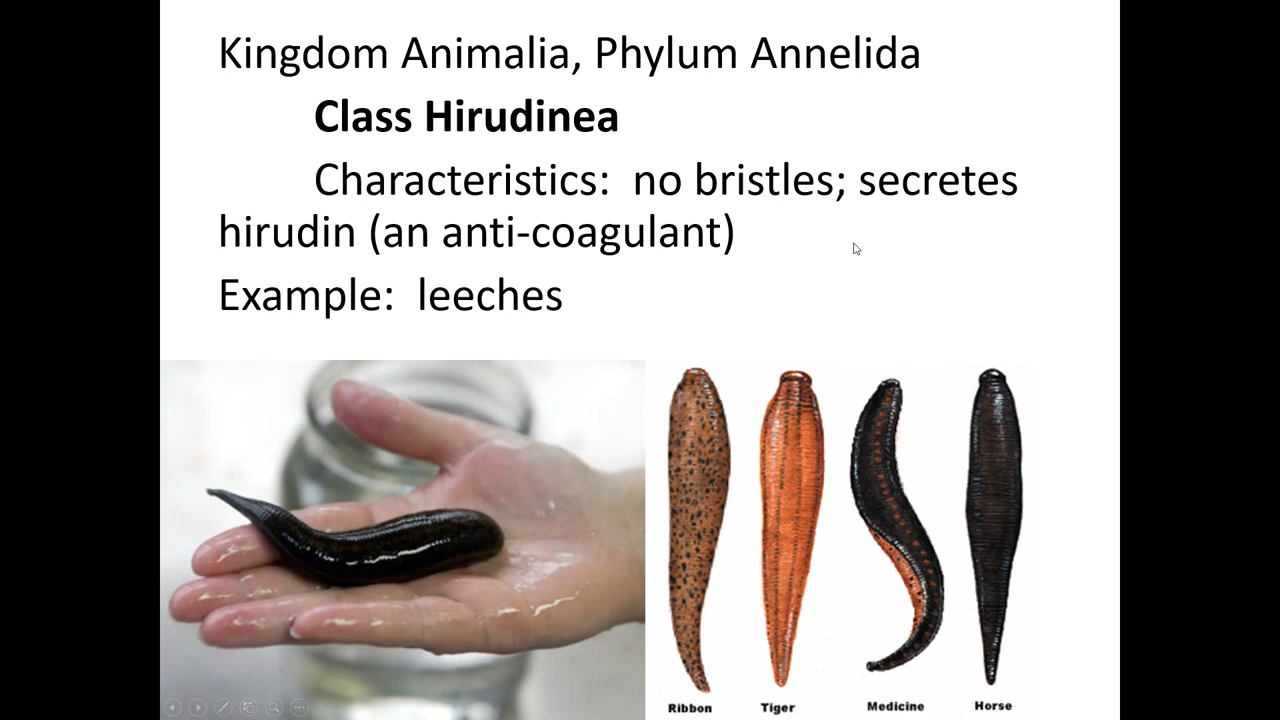 Kingdom Animalia, Phylum Annelida
Class Hirudinea
Characteristics:  no bristles; secretes
hirudin (an anti-coagulant)
Example:  leeches
Ribbon Tiger Medicine Horse